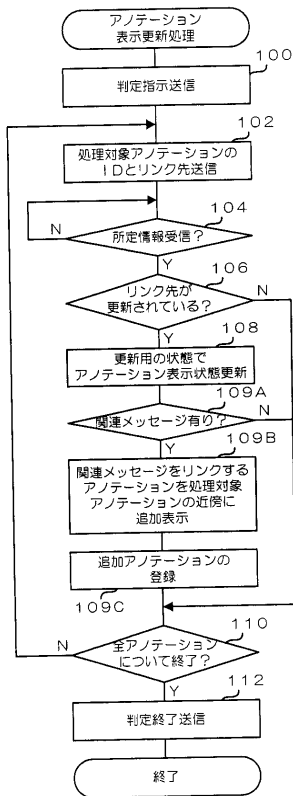 アノテーション
表示更新処理
100
判定指示送信
102
処理対象アノテーションの
IDとリンク先送信
104
N
所定情報受信?
Y
106
リンク先が
更新されている?
N
Y
108
更新用の状態で
アノテーション表示状態更新
109A
関連メッセージ有り?
N
Y
109B
関連メッセージをリンクする
アノテーションを処理対象
アノテーションの近傍に
追加表示
追加アノテーションの
登録
109C
110
N
全アノテーション
について終了?
Y
112
判定終了送信
終了